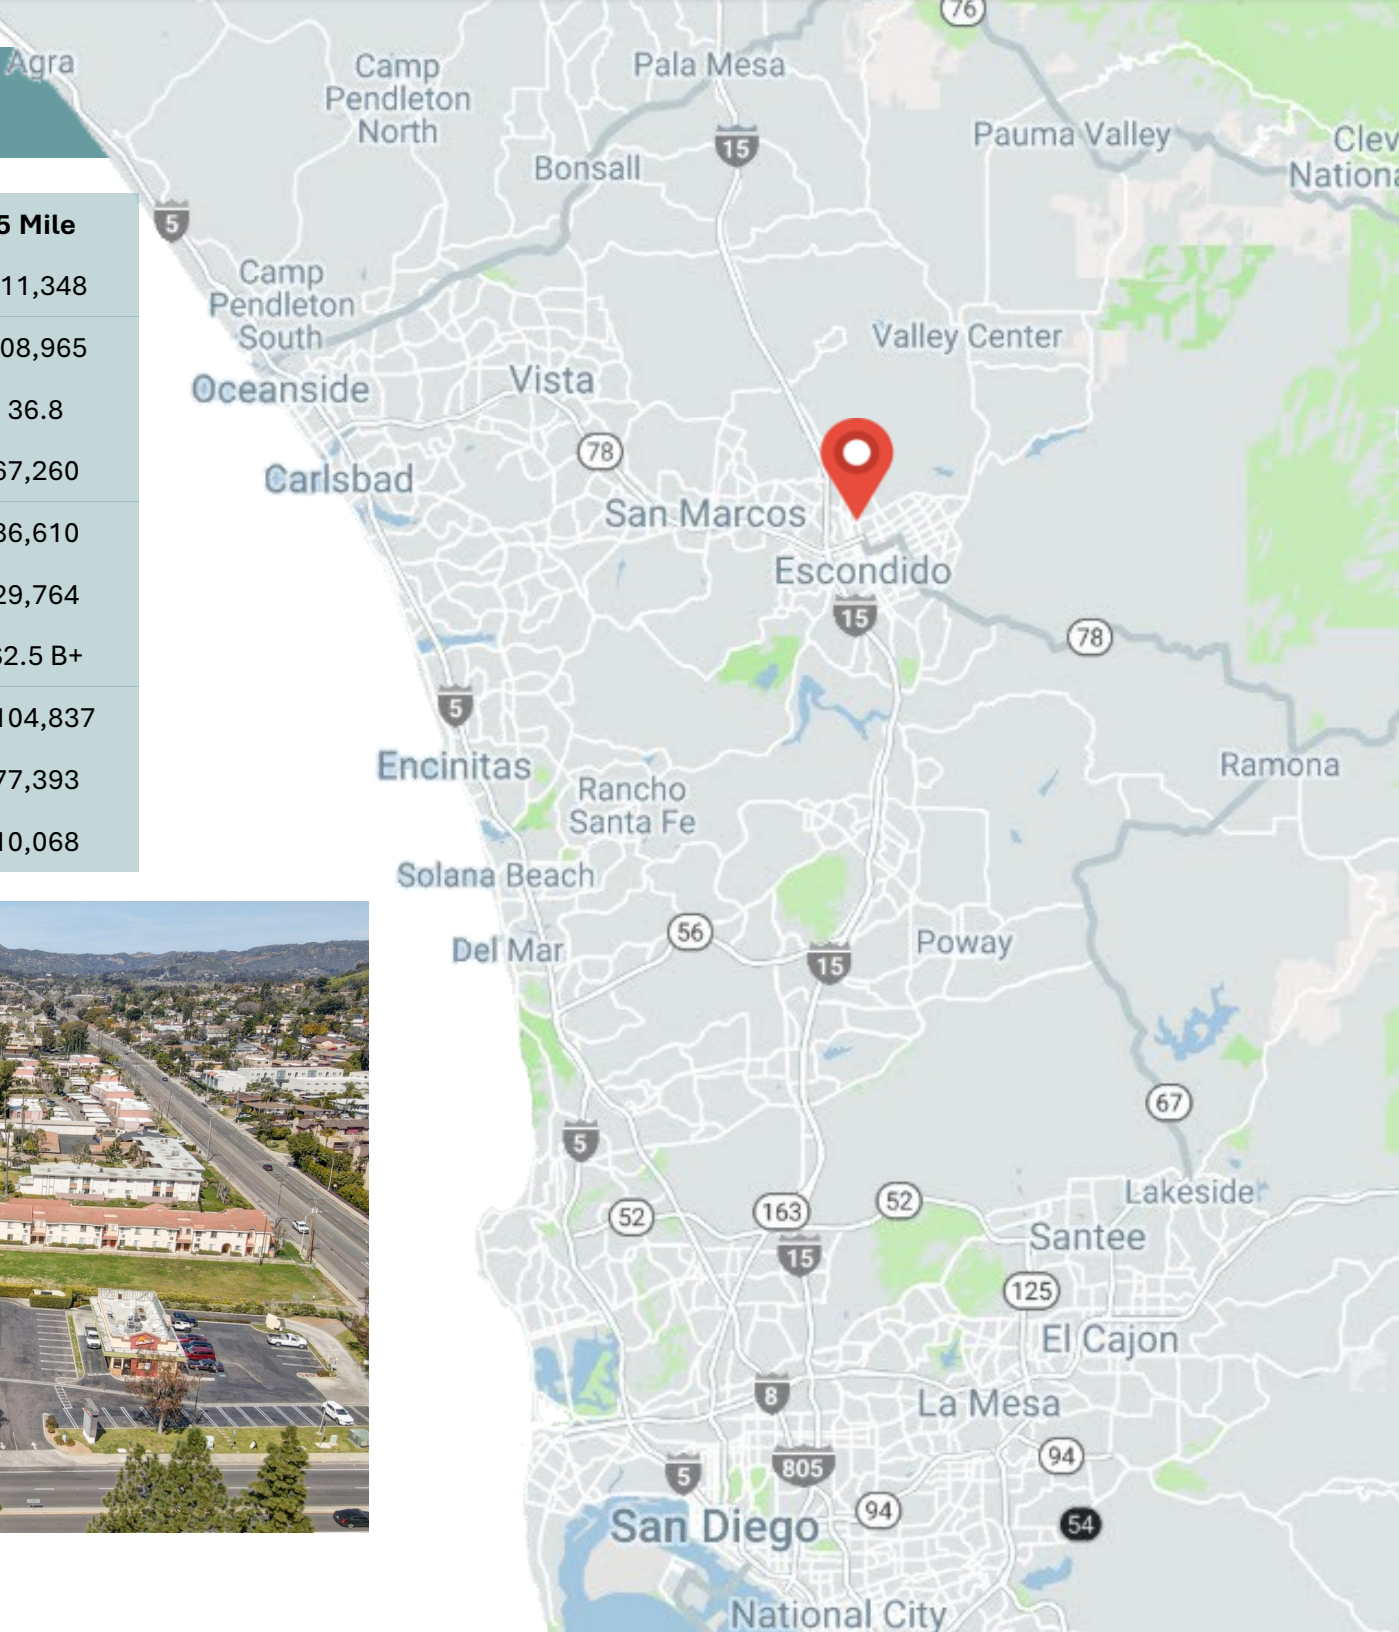 5 Mile
11,348
08,965
36.8
67,260
36,610
29,764
$2.5 B+
104,837
77,393
10,068
Agra
Camp
Pendleton
North
Pala Mesa
76
15
Bonsall
Pauma Valley
Clev
Nationa
5
Camp
Pendleton
South
Valley Center
Oceanside
Vista
Carlsbad
78
San Marcos
Escondido
15
78
5
Encinitas
Rancho
Santa Fe
Ramona
Solana Beach
Del Mar
56
15
Poway
67
5
52
163
52
15
Lakeside
Santee
125
El Cajon
8
La Mesa
94
5
805
94
San Diego
54
National City